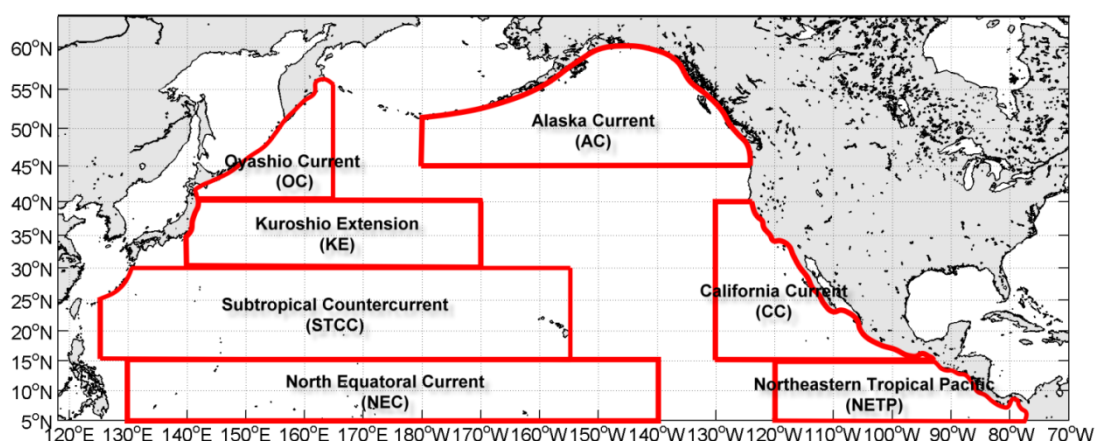 60°N
55°N
50°N
45°N
40°N
35°N
30°N
25°N
20°N
15°N
10°N
5°N
Alaska Current
(AC)
Oyashio Current
(OC)
Kuroshio Extension
(KE)
California Current
(CC)
Subtropical Countercurrent
(STCC)
North Equatoral Current
(NEC)
Northeastern Tropical Pacific
(NETP)
120°E 130°E 140°E 150°E 160°E 170°E 180°W 170°W 160°W 150°W 140°W 130°W 120°W 110°W 100°W 90°W 80°W 70°W